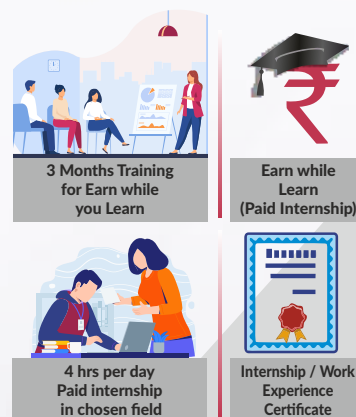 3 Months Training
for Earn while
you Learn
Earn while
Learn
(Paid Internship)
4 hrs per day
Paid internship
in chosen field
Internship / Work
Experience
Certificate